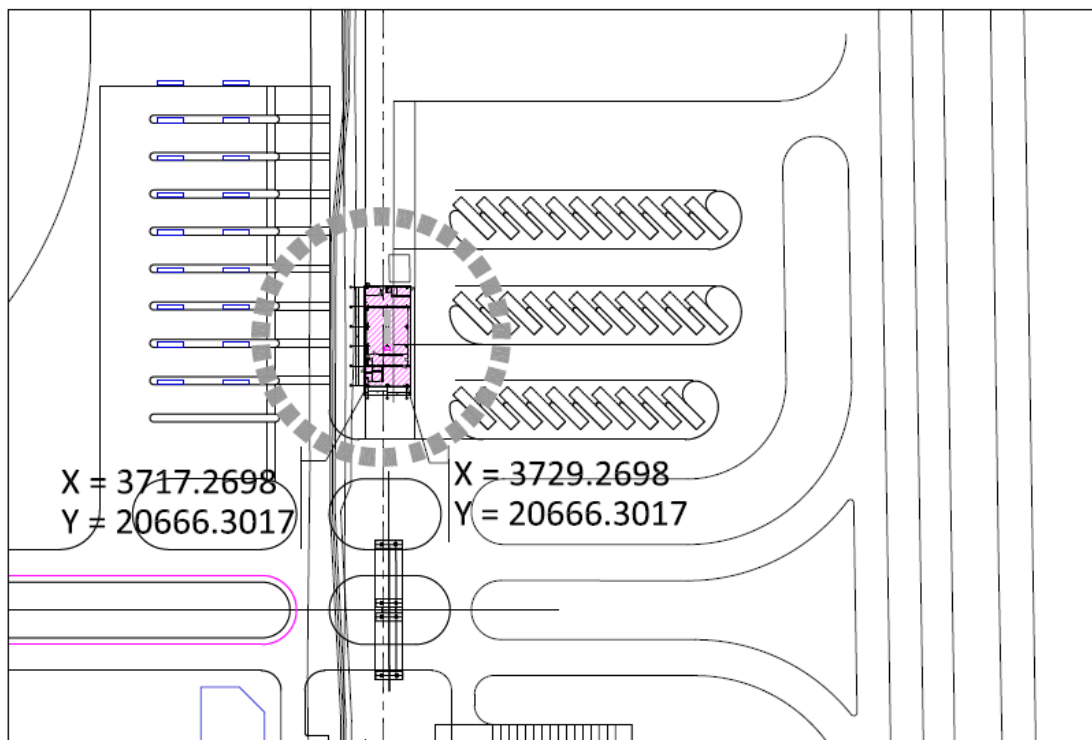 X = 3717.2698
Y = 20666.3017
X = 3729.2698
Y = 20666.3017